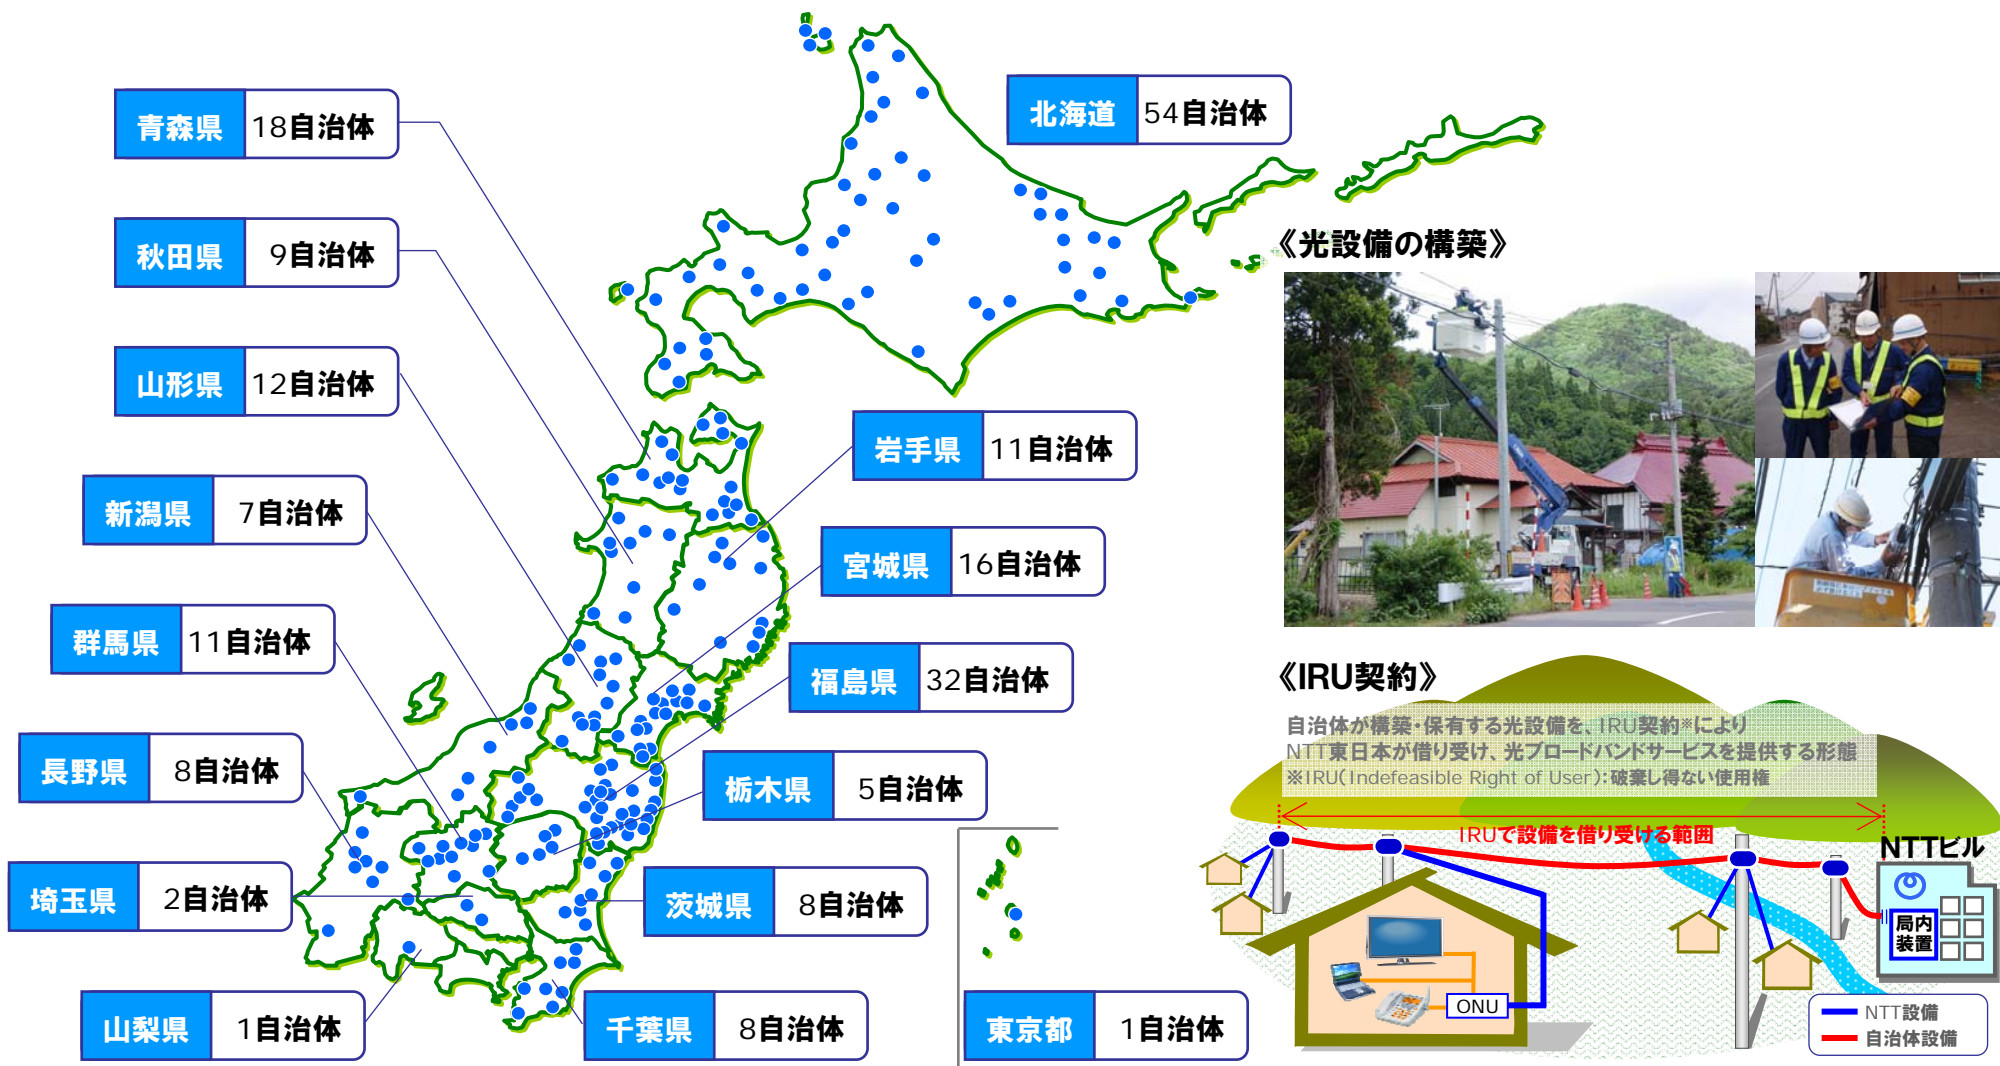 青森県 18自治体
北海道 54自治体
秋田県 9自治体
山形県 12自治体
岩手県 11自治体
新潟県 7自治体
宮城県 16自治体
群馬県 11自治体
福島県 32自治体
長野県 8自治体
栃木県 5自治体
埼玉県 2自治体
茨城県 8自治体
山梨県 1自治体
千葉県 8自治体
東京都 1自治体
《光設備の構築》
《IRU契約》
自治体が構築・保有する光設備を、IRU契約※により
NTT東日本が借り受け、光ブロードバンドサービスを提供する形態
※IRU(Indefeasible Right of User):破棄し得ない使用権
IRUで設備を借り受ける範囲
NTTビル
局内
装置
ONU
NTT設備
自治体設備